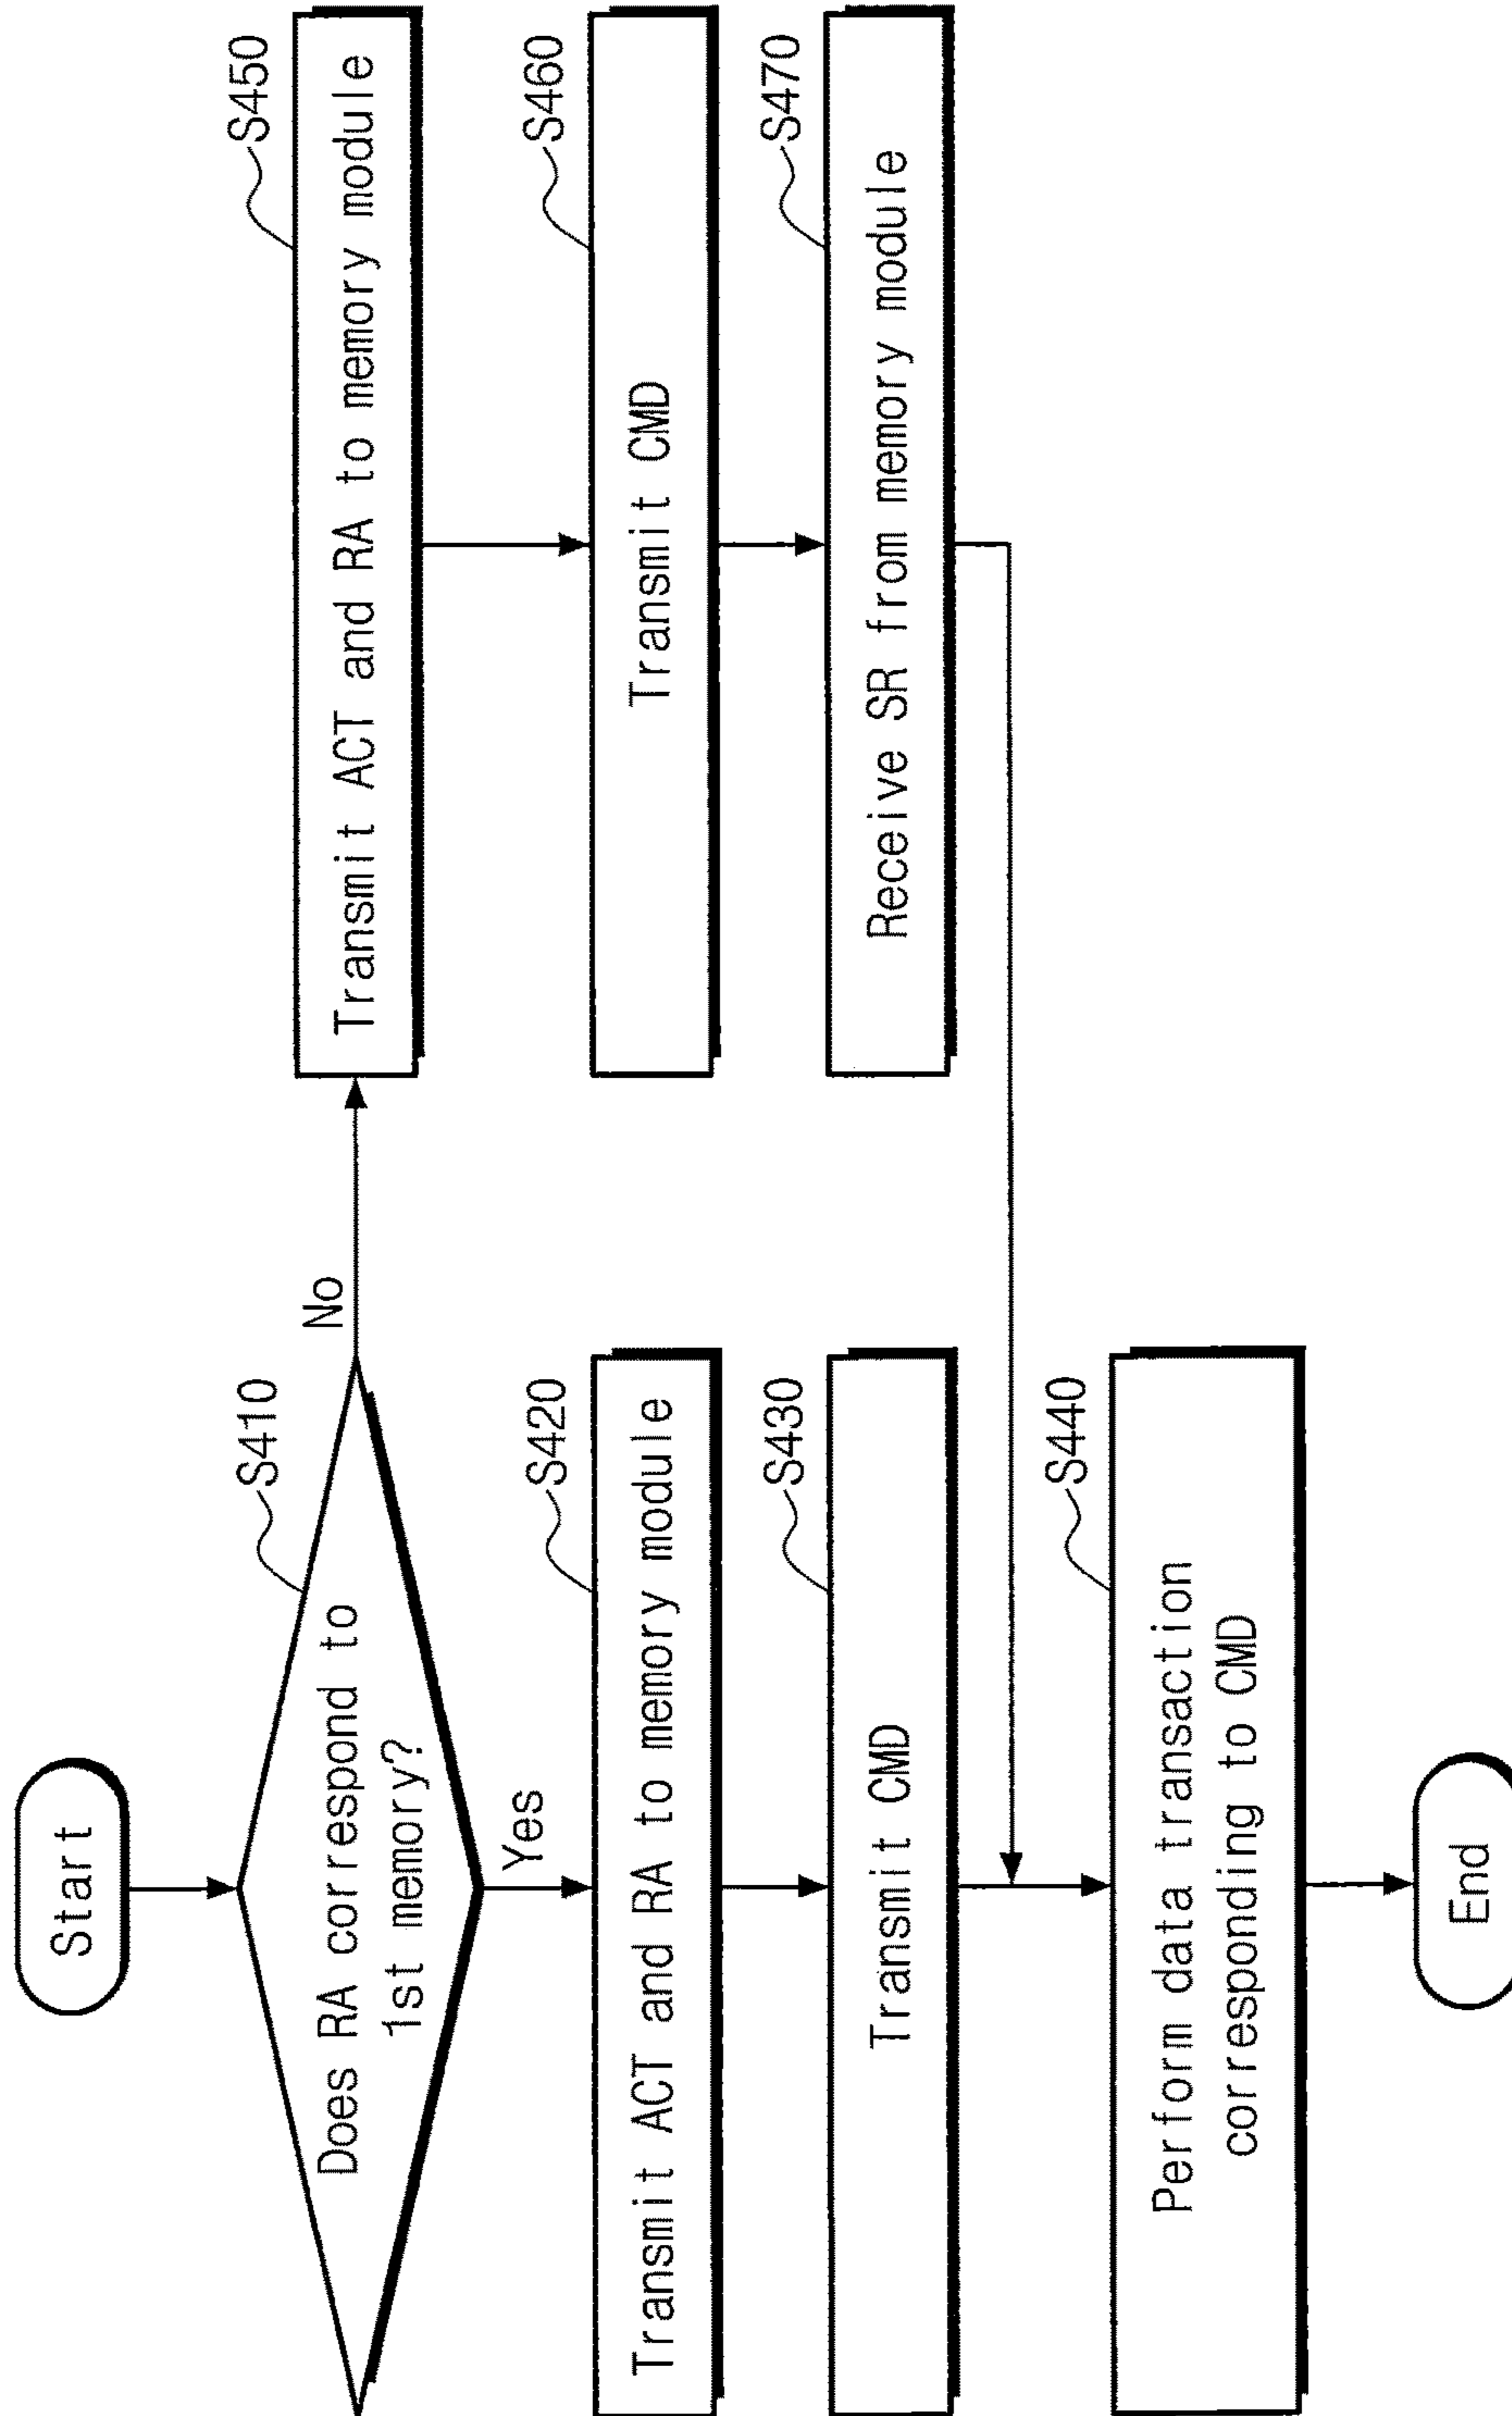 Start
S410
Does RA correspond to
1st memory?
No
Yes
S420
Transmit ACT and RA to memory module
S430
Transmit CMD
S440
Perform data transaction
corresponding to CMD
End
S450
Transmit ACT and RA to memory module
S460
Transmit CMD
S470
Receive SR from memory module